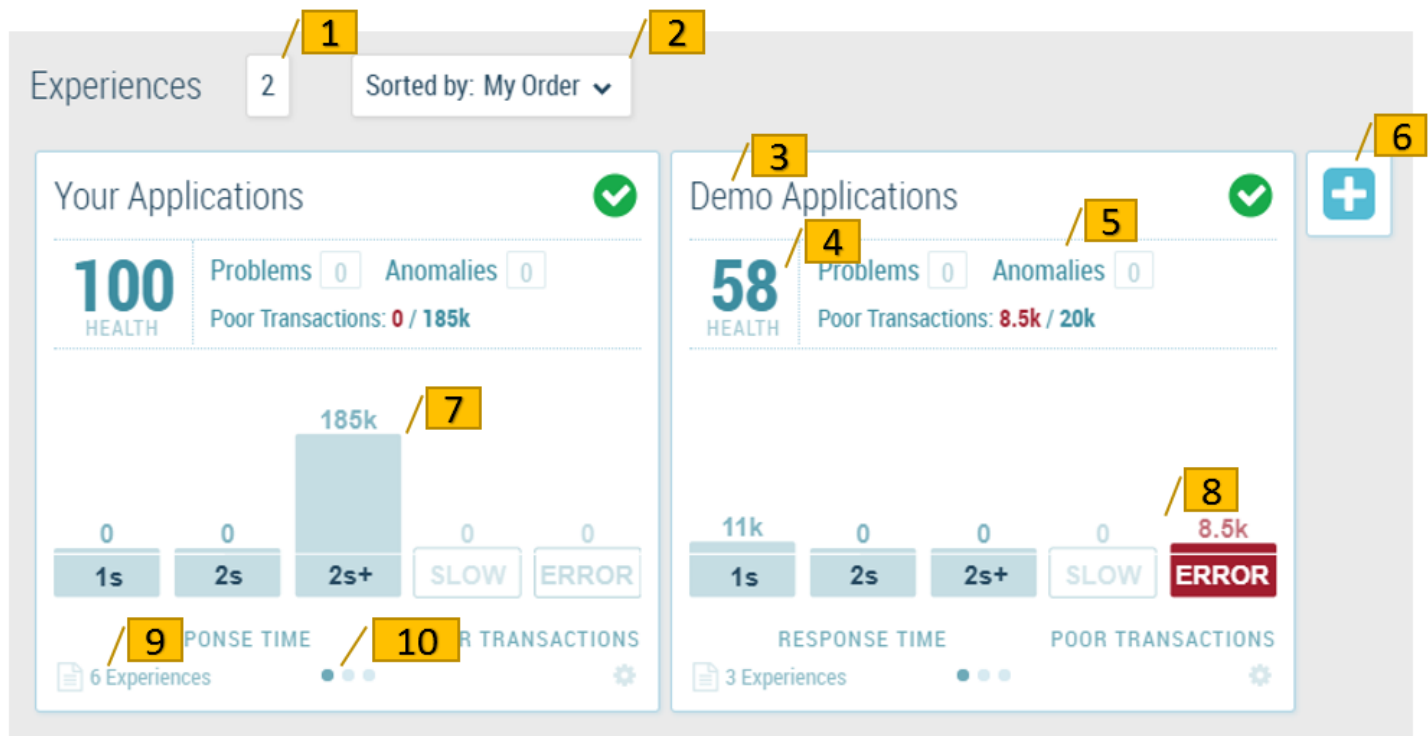 1
2
Experiences
2
Sorted by: My Order
3
6
Your Applications
Demo Applications
4
5
100
HEALTH
Problems 0 Anomalies 0
Poor Transactions: 0 / 185k
58
HEALTH
Problems 0 Anomalies 0
Poor Transactions: 8.5k / 20k
7
185k
0 0 0 0
1s 2s 2s+ SLOW ERROR
8
11k 0 0 0 8.5k
1s 2s 2s+ SLOW ERROR
9
PONSE TIME
10
R TRANSACTIONS
6 Experiences
RESPONSE TIME POOR TRANSACTIONS
3 Experiences